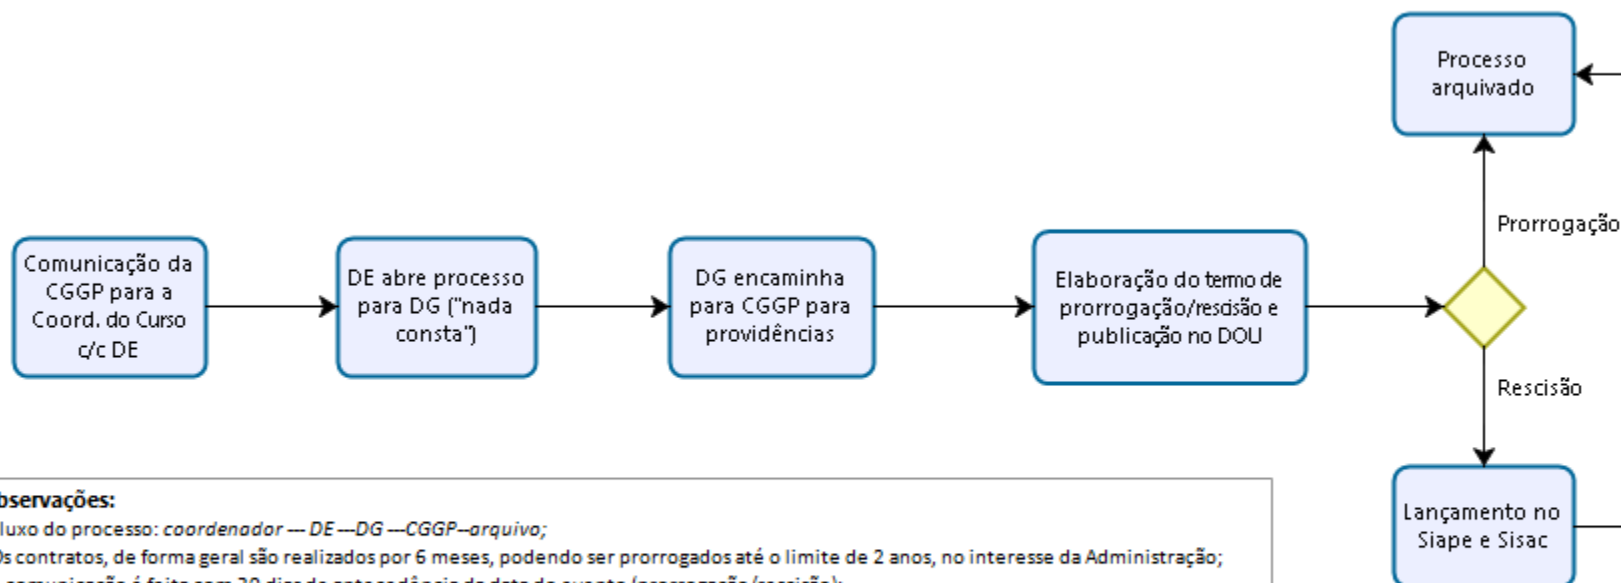 Processo
arquivado
Prorrogação
Comunicação da
CGGP para a
Coord. do Curso
c/c DE
DE abre processo
para DG ("nada
consta")
DG encaminha
para CGGP para
providências
Elaboração do termo de
prorrogação/rescisão e
publicação no DOU
Rescisão
Lançamento no
Siape e Sisac
bservações:
luxo do processo: coordenador --- DE ---DG ---CGGP--arquivo;
Os contratos, de forma geral são realizados por 6 meses, podendo ser prorrogados até o limite de 2 anos, no interesse da Administração;